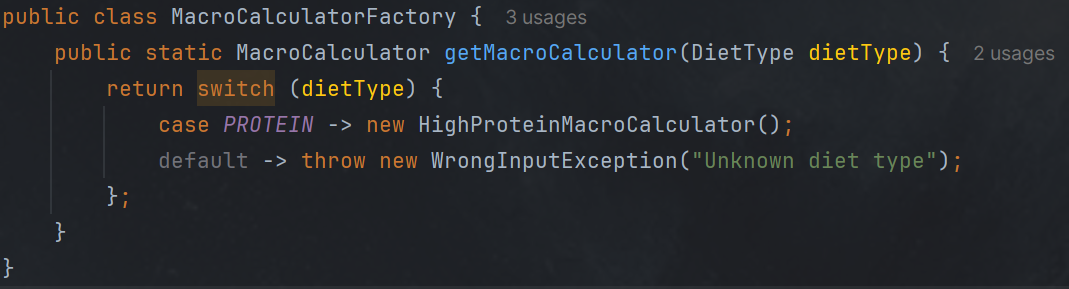 public class MacroCalculatorFactory { 3 usages
    public static MacroCalculator getMacroCalculator(DietType dietType) { 2 usages
        return switch (dietType) {
            case PROTEIN -> new HighProteinMacroCalculator();
            default -> throw new WrongInputException("Unknown diet type");
        };
    }
}